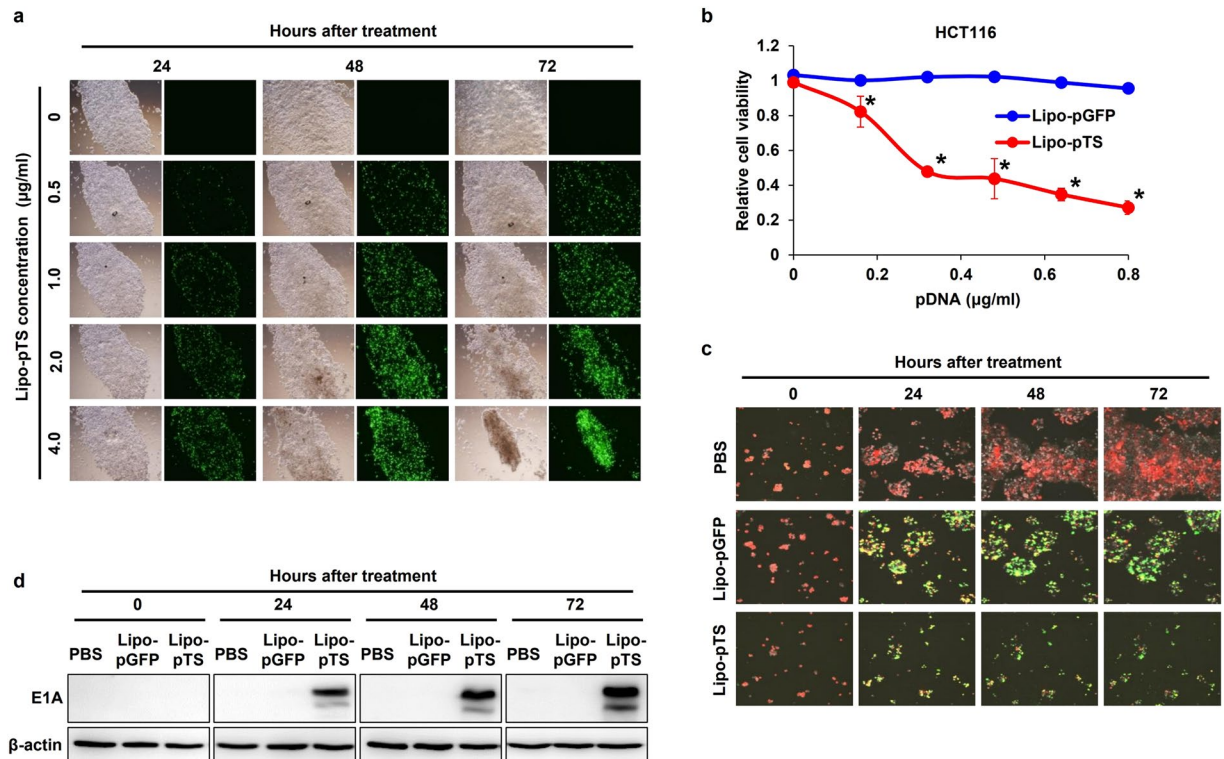 a
Hours after treatment
24 48 72
Lipo-pTS concentration (μg/ml)
0
0.5
1.0
2.0
4.0
b
HCT116
Relative cell viability
1.2
1
0.8
0.6
0.4
0.2
0
0 0.2 0.4 0.6 0.8
pDNA (μg/ml)
Lipo-pGFP
Lipo-pTS
*
*
*
*
*
c
Hours after treatment
0 24 48 72
PBS
Lipo-pGFP
Lipo-pTS
d
Hours after treatment
0 24 48 72
PBS Lipo-pGFP Lipo-pTS PBS Lipo-pGFP Lipo-pTS PBS Lipo-pGFP Lipo-pTS PBS Lipo-pGFP Lipo-pTS
E1A
β-actin